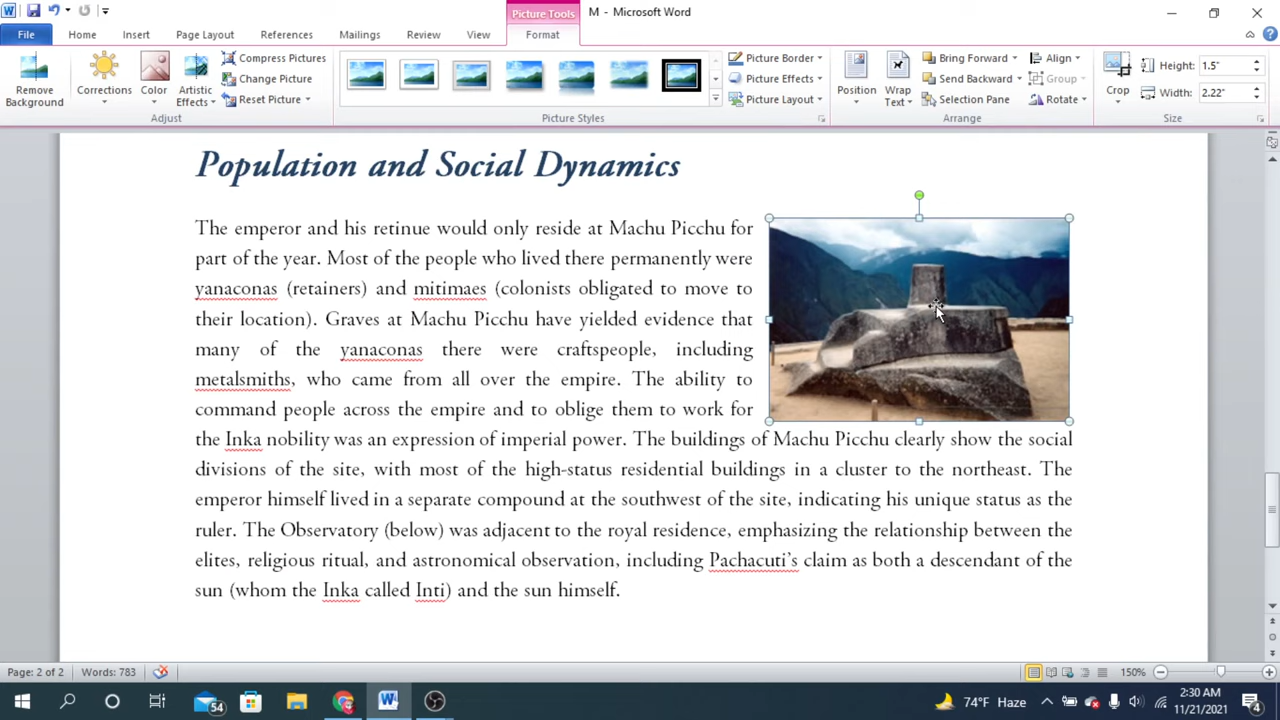 Picture Tools
M - Microsoft Word
File
Home
Insert
Page Layout
References
Mailings
Review
View
Format
Remove Background
Corrections
Color
Artistic Effects
Compress Pictures
Change Picture
Reset Picture
Adjust
Picture Styles
Picture Border
Picture Effects
Picture Layout
Position
Wrap Text
Bring Forward
Send Backward
Selection Pane
Align
Group
Rotate
Arrange
Crop
Height: 1.5"
Width: 2.22"
Size
Population and Social Dynamics
The emperor and his retinue would only reside at Machu Picchu for
part of the year. Most of the people who lived there permanently were
yanaconas (retainers) and mitimaes (colonists obligated to move to
their location). Graves at Machu Picchu have yielded evidence that
many of the yanaconas there were craftspeople, including
metalsmiths, who came from all over the empire. The ability to
command people across the empire and to oblige them to work for
the Inka nobility was an expression of imperial power. The buildings of Machu Picchu clearly show the social
divisions of the site, with most of the high-status residential buildings in a cluster to the northeast. The
emperor himself lived in a separate compound at the southwest of the site, indicating his unique status as the
ruler. The Observatory (below) was adjacent to the royal residence, emphasizing the relationship between the
elites, religious ritual, and astronomical observation, including Pachacuti’s claim as both a descendant of the
sun (whom the Inka called Inti) and the sun himself.
Page: 2 of 2
Words: 783
150%
54
74°F Haze
2:30 AM
11/21/2021
4